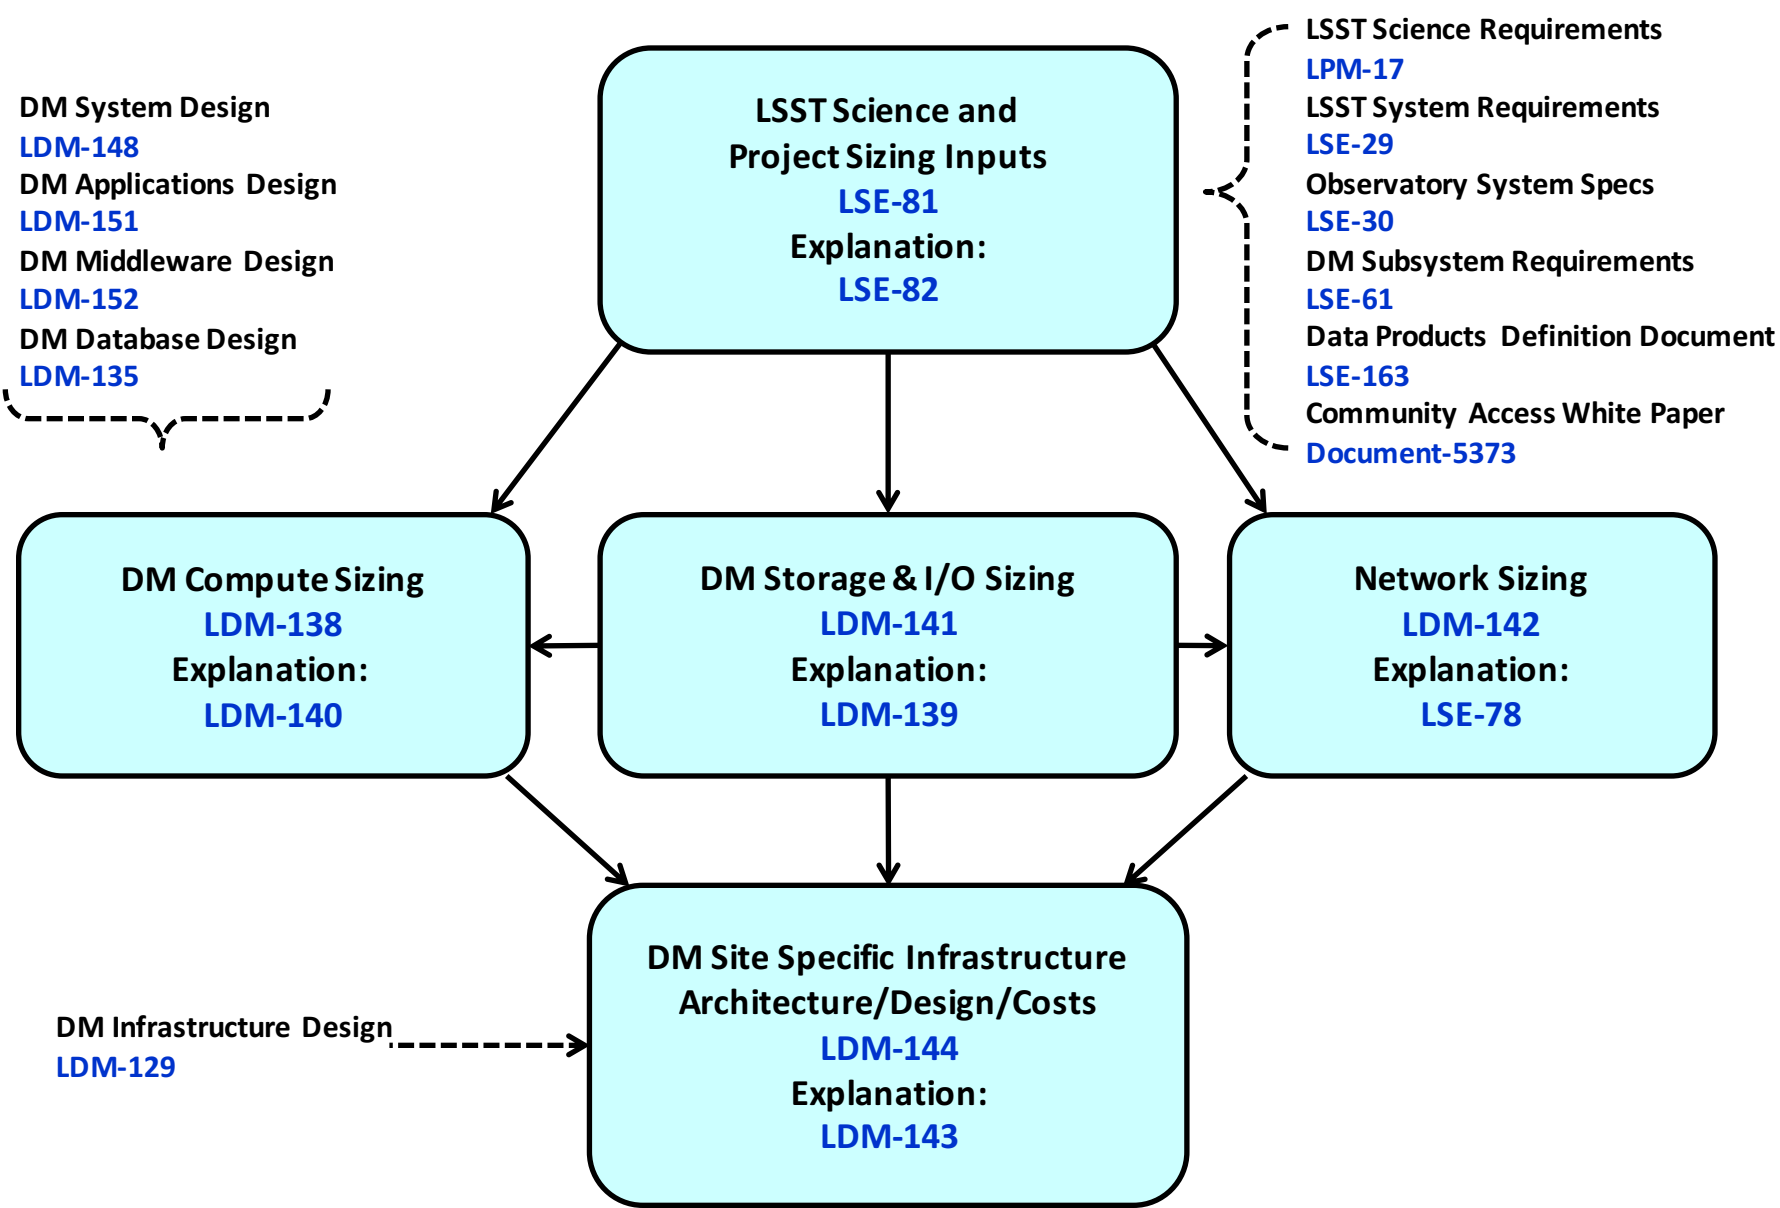 DM System Design
LDM-148
DM Applications Design
LDM-151
DM Middleware Design
LDM-152
DM Database Design
LDM-135
LSST Science and
Project Sizing Inputs
LSE-81
Explanation:
LSE-82
LSST Science Requirements
LPM-17
LSST System Requirements
LSE-29
Observatory System Specs
LSE-30
DM Subsystem Requirements
LSE-61
Data Products Definition Document
LSE-163
Community Access White Paper
Document-5373
DM Compute Sizing
LDM-138
Explanation:
LDM-140
DM Storage & I/O Sizing
LDM-141
Explanation:
LDM-139
Network Sizing
LDM-142
Explanation:
LSE-78
DM Infrastructure Design
LDM-129
DM Site Specific Infrastructure
Architecture/Design/Costs
LDM-144
Explanation:
LDM-143